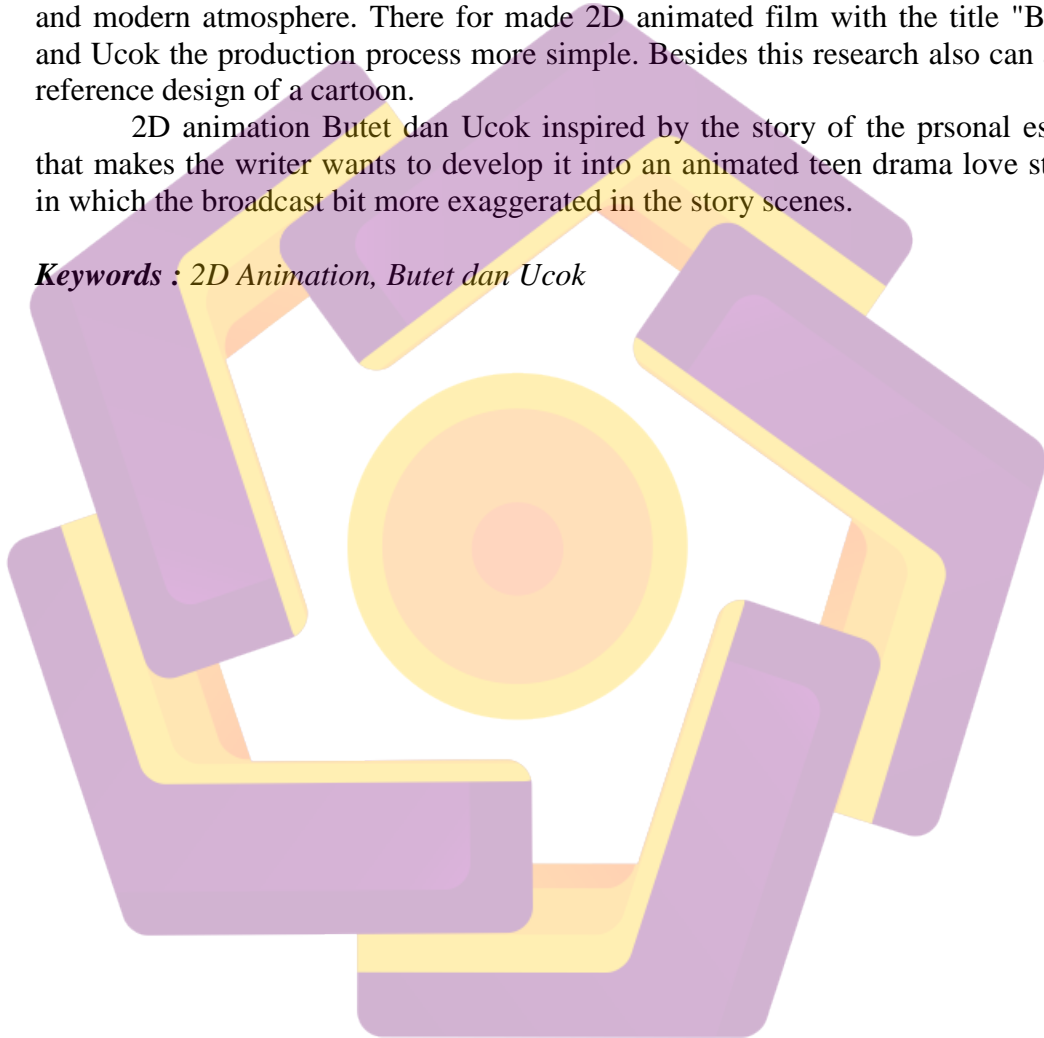 and modern atmosphere. There for made 2D animated film with the title "B
and Ucok the production process more simple. Besides this research also can
reference design of a cartoon.
2D animation Butet dan Ucok inspired by the story of the prsonal es
that makes the writer wants to develop it into an animated teen drama love st
in which the broadcast bit more exaggerated in the story scenes.
Keywords : 2D Animation, Butet dan Ucok